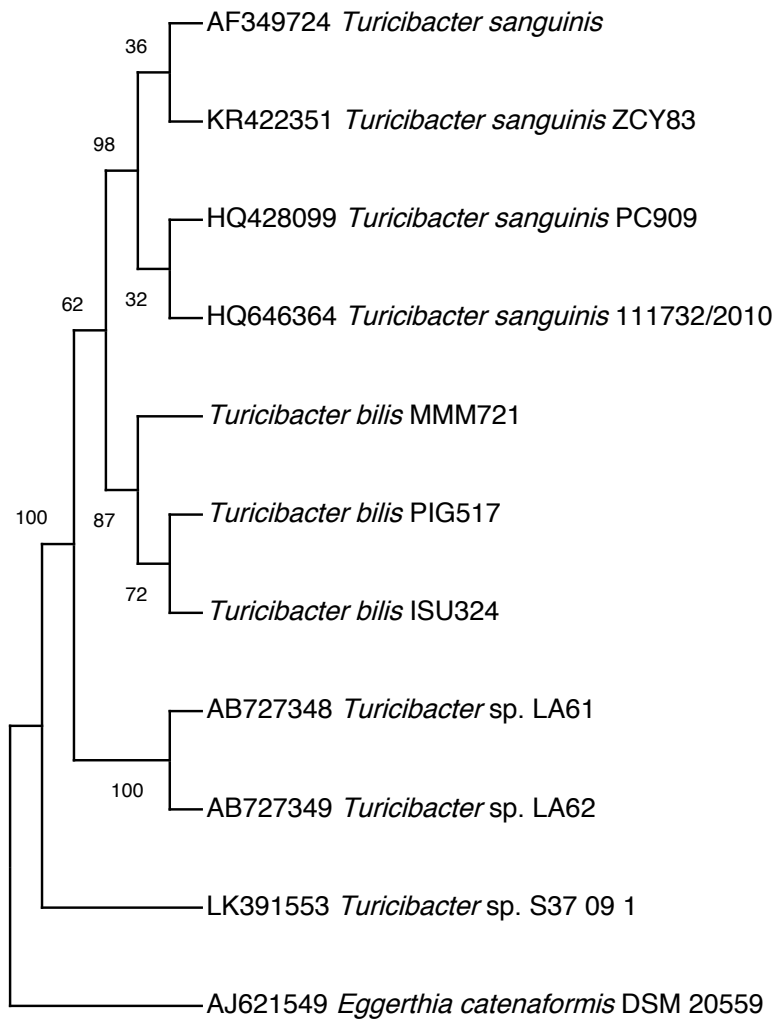 AF349724 Turicibacter sanguinis
36
KR422351 Turicibacter sanguinis ZCY83
98
HQ428099 Turicibacter sanguinis PC909
62
32
HQ646364 Turicibacter sanguinis 111732/2010
Turicibacter bilis MMM721
100
87
Turicibacter bilis PIG517
72
Turicibacter bilis ISU324
AB727348 Turicibacter sp. LA61
100
AB727349 Turicibacter sp. LA62
LK391553 Turicibacter sp. S37 09 1
AJ621549 Eggerthia catenaformis DSM 20559